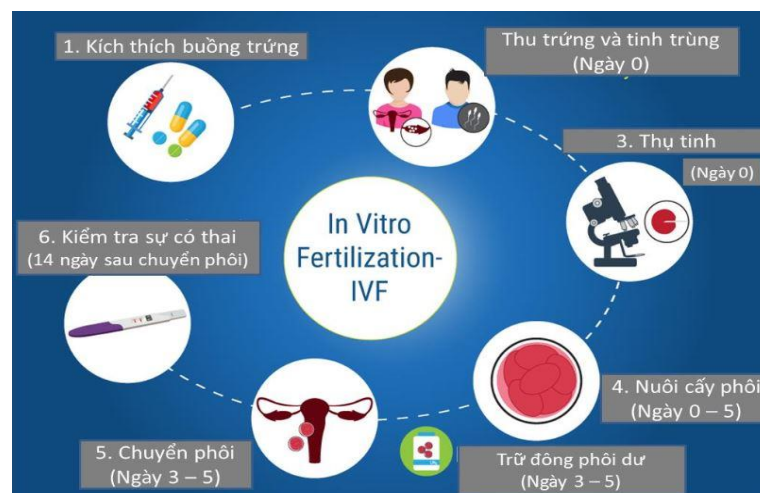 1. Kích thích buồng trứng
Thu trứng và tinh trùng
(Ngày 0)
3. Thụ tinh
(Ngày 0)
In Vitro
Fertilization-
IVF
6. Kiểm tra sự có thai
(14 ngày sau chuyển phôi)
4. Nuôi cấy phôi
(Ngày 0 – 5)
5. Chuyển phôi
(Ngày 3 – 5)
Trữ đông phôi dư
(Ngày 3 – 5)